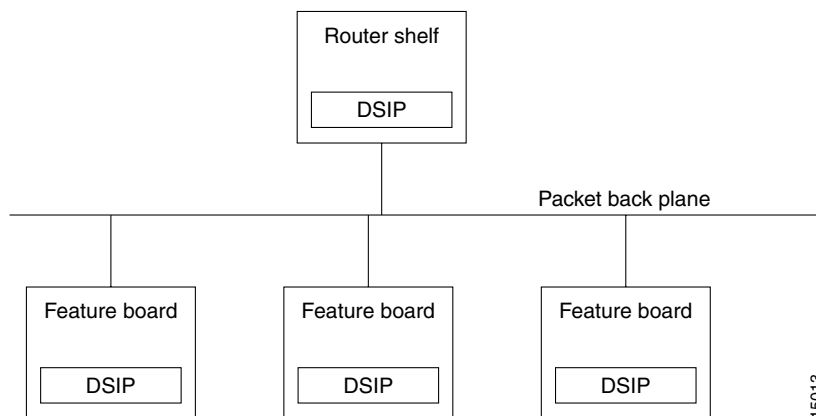 Router shelf
DSIP
Packet back plane
Feature board
Feature board
Feature board
DSIP
DSIP
DSIP